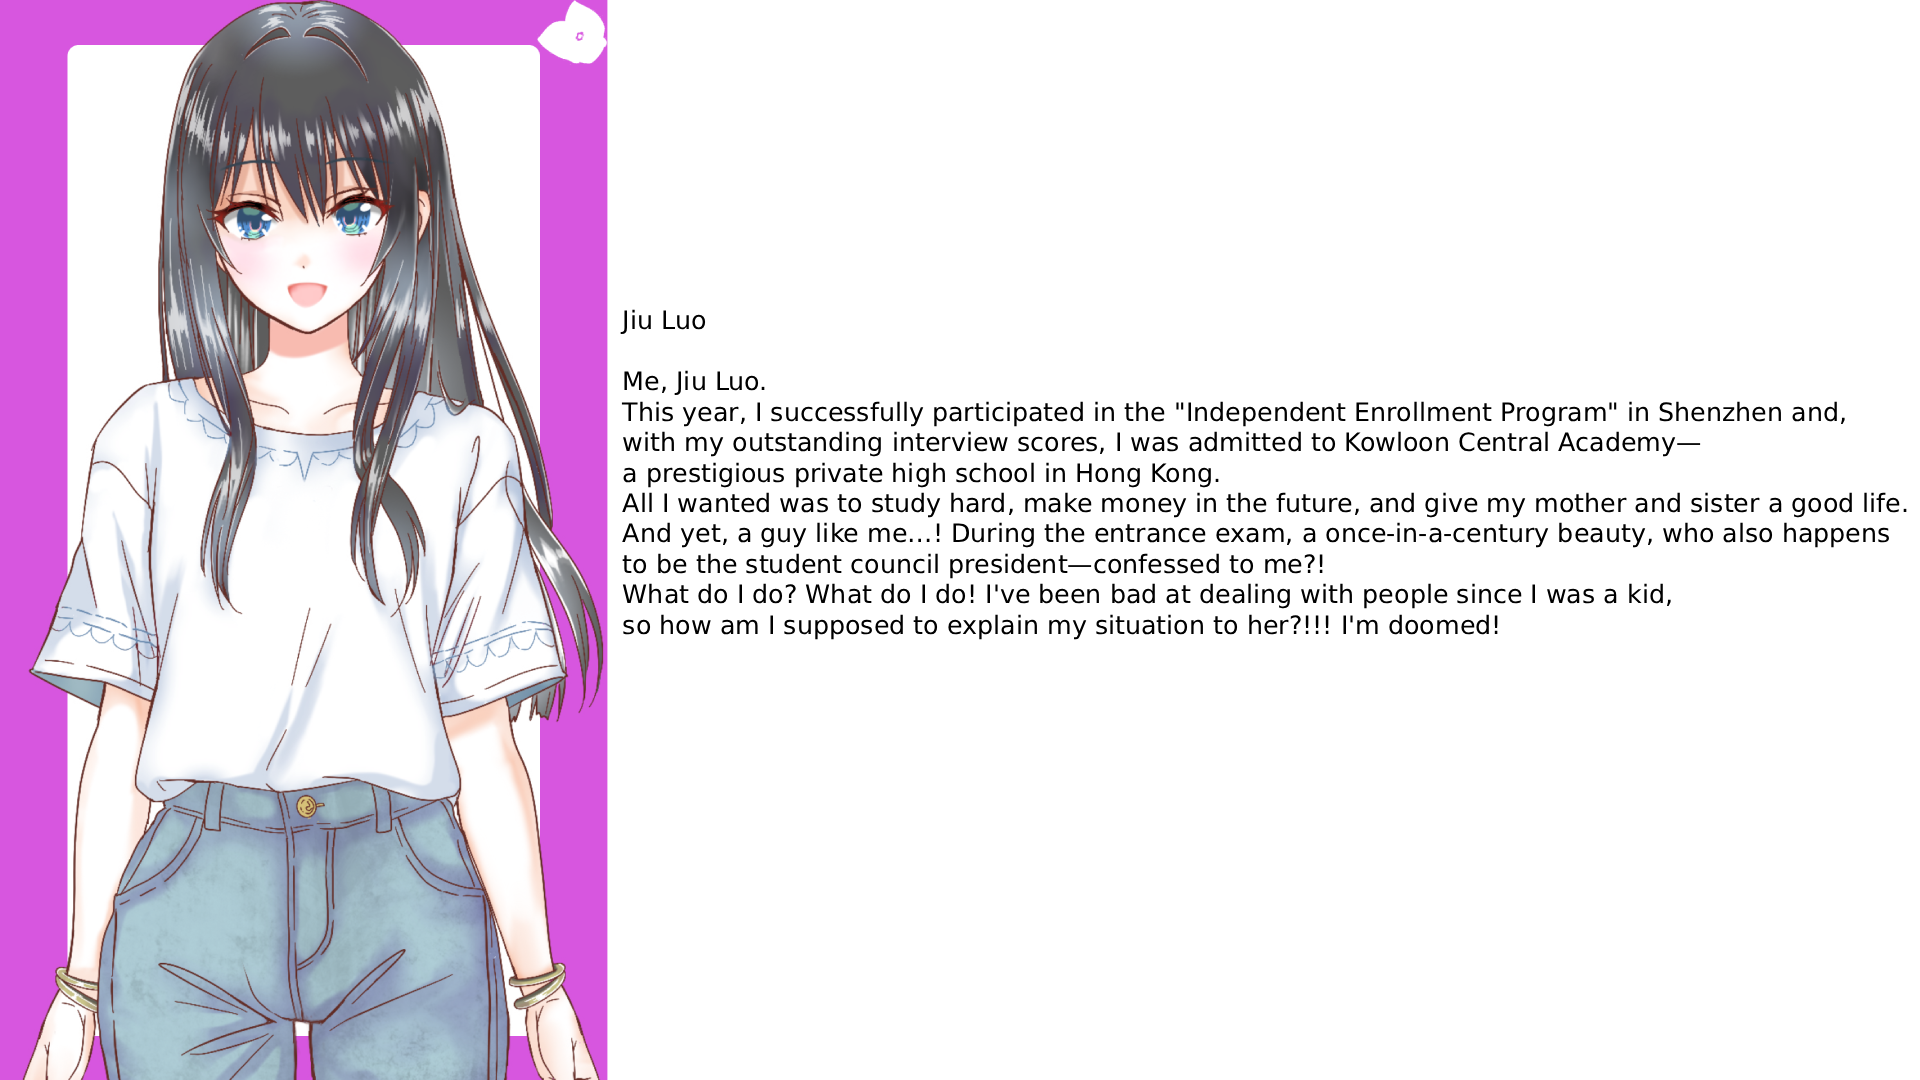 Jiu Luo
Me, Jiu Luo.
This year, I successfully participated in the "Independent Enrollment Program" in Shenzhen and,
with my outstanding interview scores, I was admitted to Kowloon Central Academy—
a prestigious private high school in Hong Kong.
All I wanted was to study hard, make money in the future, and give my mother and sister a good life.
And yet, a guy like me...! During the entrance exam, a once-in-a-century beauty, who also happens
to be the student council president—confessed to me?!
What do I do? What do I do! I've been bad at dealing with people since I was a kid,
so how am I supposed to explain my situation to her?!!! I'm doomed!